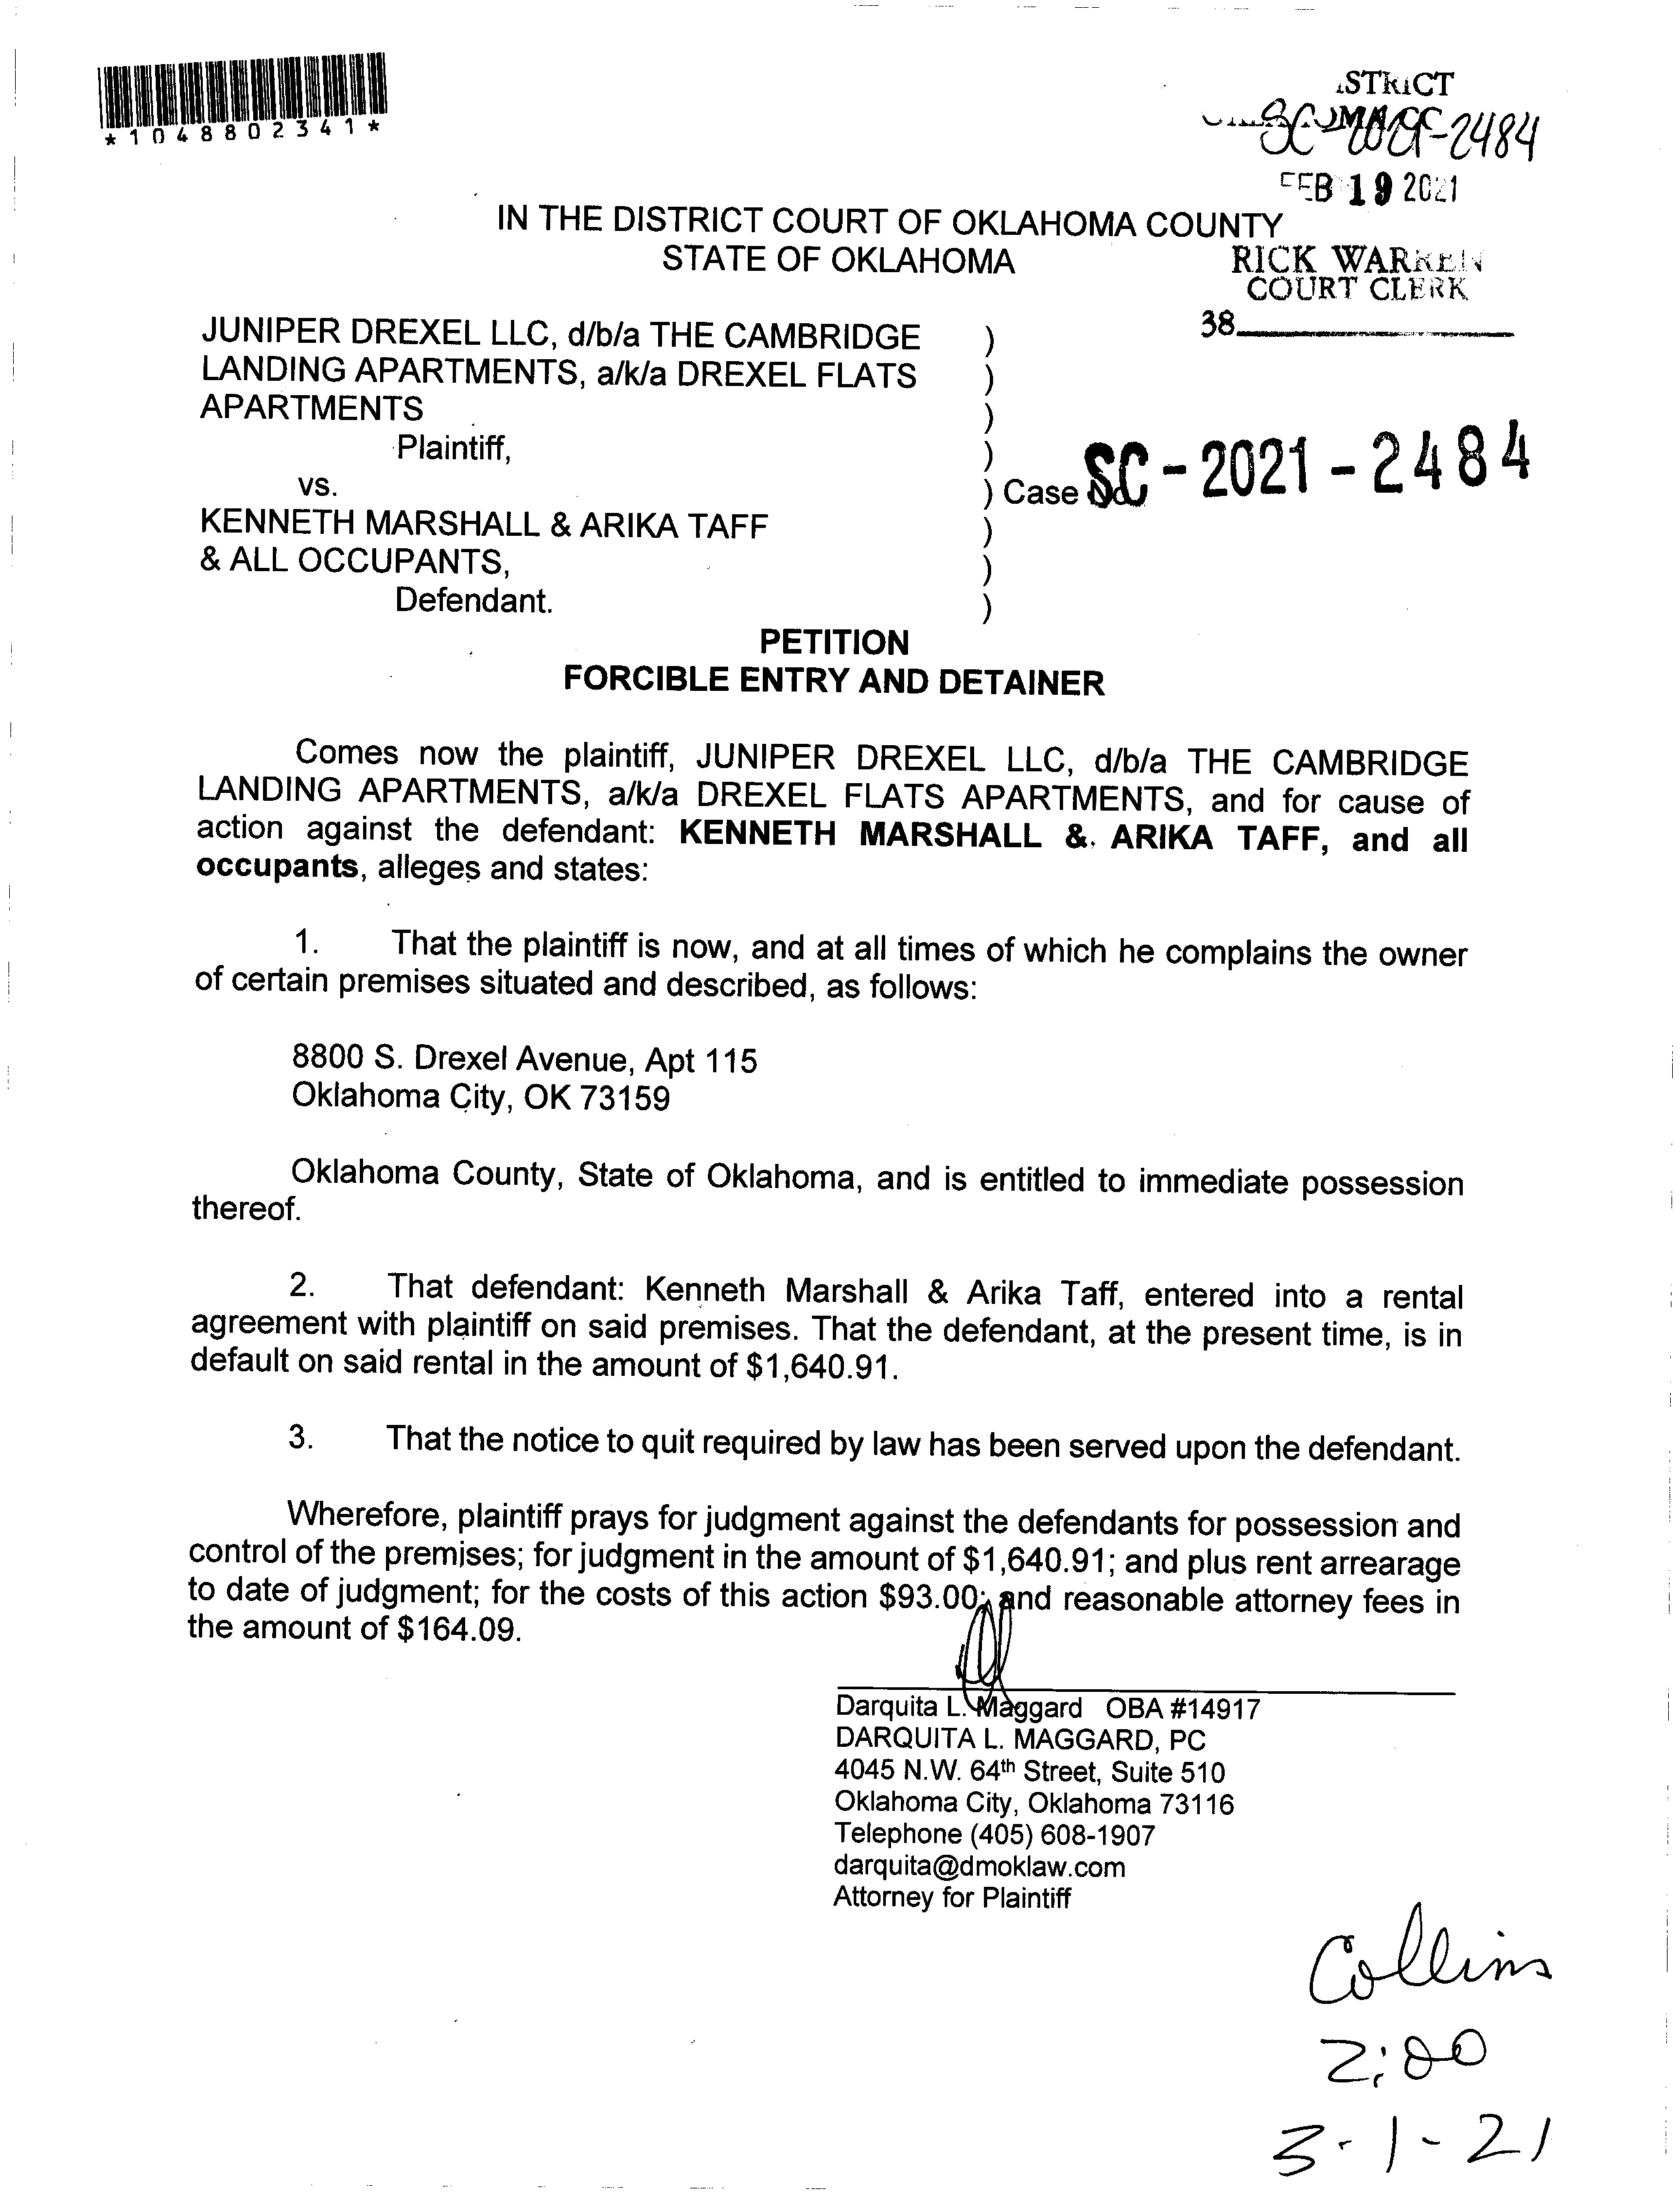 *1048802341*
SC-2021-2484
FEB 19 2021
IN THE DISTRICT COURT OF OKLAHOMA COUNTY
STATE OF OKLAHOMA
RICK WARREN
COURT CLERK
38
JUNIPER DREXEL LLC, d/b/a THE CAMBRIDGE )
LANDING APARTMENTS, a/k/a DREXEL FLATS )
APARTMENTS )
Plaintiff, )
vs. ) Case No. SC-2021-2484
KENNETH MARSHALL & ARIKA TAFF )
& ALL OCCUPANTS, )
Defendant. )
PETITION
FORCIBLE ENTRY AND DETAINER
Comes now the plaintiff, JUNIPER DREXEL LLC, d/b/a THE CAMBRIDGE
LANDING APARTMENTS, a/k/a DREXEL FLATS APARTMENTS, and for cause of
action against the defendant: KENNETH MARSHALL & ARIKA TAFF, and all
occupants, alleges and states:
1. That the plaintiff is now, and at all times of which he complains the owner
of certain premises situated and described, as follows:
8800 S. Drexel Avenue, Apt 115
Oklahoma City, OK 73159
Oklahoma County, State of Oklahoma, and is entitled to immediate possession
thereof.
2. That defendant: Kenneth Marshall & Arika Taff, entered into a rental
agreement with plaintiff on said premises. That the defendant, at the present time, is in
default on said rental in the amount of $1,640.91.
3. That the notice to quit required by law has been served upon the defendant.
Wherefore, plaintiff prays for judgment against the defendants for possession and
control of the premises; for judgment in the amount of $1,640.91; and plus rent arrearage
to date of judgment; for the costs of this action $93.00; and reasonable attorney fees in
the amount of $164.09.
Darquita L. Maggard OBA #14917
DARQUITA L. MAGGARD, PC
4045 N.W. 64th Street, Suite 510
Oklahoma City, Oklahoma 73116
Telephone (405) 608-1907
darquita@dmoklaw.com
Attorney for Plaintiff
Collins
2:00
3-1-21